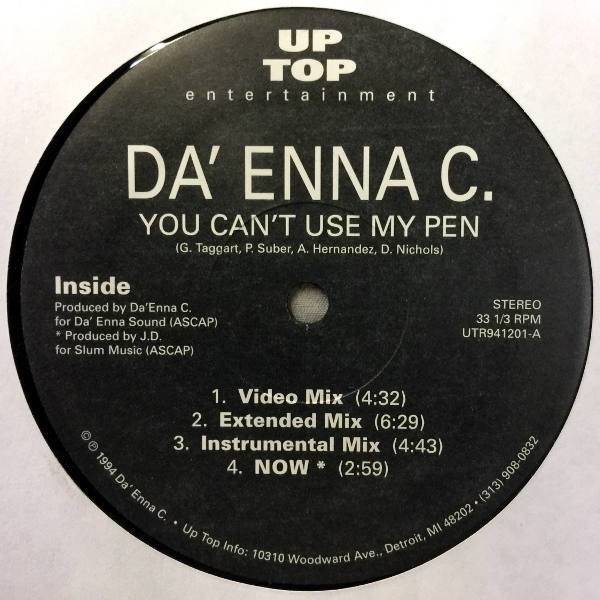 UP
TOP
entertainment
DA' ENNA C.
YOU CAN'T USE MY PEN
(G. Taggart, P. Suber, A. Hernandez, D. Nichols)
Inside
Produced by Da'Enna C.
for Da' Enna Sound (ASCAP)
* Produced by J.D.
for Slum Music (ASCAP)
STEREO
33 1/3 RPM
UTR941201-A
1. Video Mix (4:32)
2. Extended Mix (6:29)
3. Instrumental Mix (4:43)
4. NOW * (2:59)
© ℗ 1994 Da' Enna C. • Up Top Info: 10310 Woodward Ave., Detroit, MI 48202 • (313) 908-0832